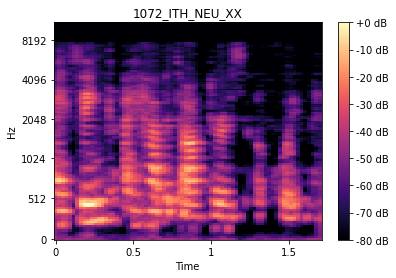 1072_ITH_NEU_XX
Hz
8192
4096
2048
1024
512
0
0
0.5
1
1.5
Time
+0 dB
-10 dB
-20 dB
-30 dB
-40 dB
-50 dB
-60 dB
-70 dB
-80 dB